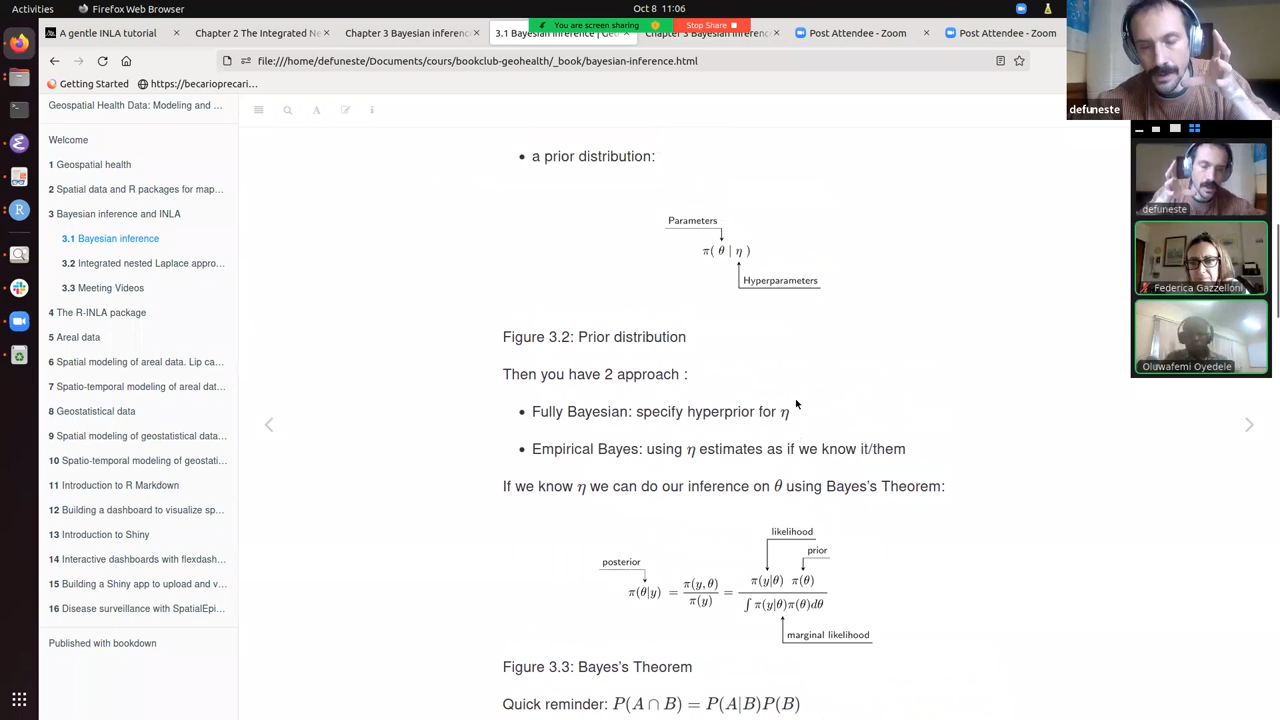 Activities
Firefox Web Browser
Oct 8 11:06
A gentle INLA tutorial
Chapter 2 The Integrated Ne
Chapter 3 Bayesian inferenc
3.1 Bayesian inference | Geo
Chapter 3 Bayesian inferenc
Post Attendee - Zoom
Post Attendee - Zoom
You are screen sharing
Stop Share
file:///home/defuneste/Documents/cours/bookclub-geohealth/_book/bayesian-inference.html
Getting Started
https://becarioprecari...
defuneste
defuneste
Federica Gazzelloni
Oluwafemi Oyedele
Geospatial Health Data: Modeling and ...
Welcome
1 Geospatial health
2 Spatial data and R packages for map...
3 Bayesian inference and INLA
3.1 Bayesian inference
3.2 Integrated nested Laplace appro...
3.3 Meeting Videos
4 The R-INLA package
5 Areal data
6 Spatial modeling of areal data. Lip ca...
7 Spatio-temporal modeling of areal dat...
8 Geostatistical data
9 Spatial modeling of geostatistical data...
10 Spatio-temporal modeling of geostati...
11 Introduction to R Markdown
12 Building a dashboard to visualize sp...
13 Introduction to Shiny
14 Interactive dashboards with flexdash...
15 Building a Shiny app to upload and v...
16 Disease surveillance with SpatialEpi...
Published with bookdown
• a prior distribution:
Parameters
π( θ | η )
Hyperparameters
Figure 3.2: Prior distribution
Then you have 2 approach :
• Fully Bayesian: specify hyperprior for η
• Empirical Bayes: using η estimates as if we know it/them
If we know η we can do our inference on θ using Bayes's Theorem:
likelihood
prior
posterior
π(θ|y) = π(y, θ) / π(y) = π(y|θ) π(θ) / ∫ π(y|θ)π(θ)dθ
marginal likelihood
Figure 3.3: Bayes's Theorem
Quick reminder: P(A ∩ B) = P(A|B)P(B)